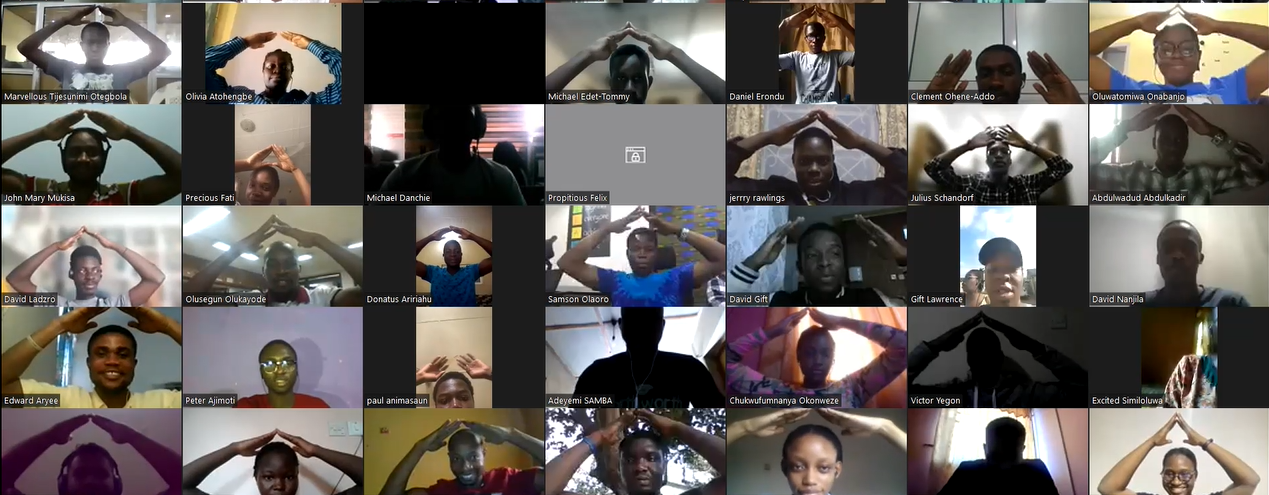 Marvellous Tijesunimi Otegbola
Olivia Atohengbe
Michael Edet-Tommy
Daniel Erondu
Clement Ohene-Addo
Oluwatomiwa Onabanjo
John Mary Mukisa
Precious Fati
Michael Danchie
Propitious Felix
jerrry rawlings
Julius Schandorf
Abdulwadud Abdulkadir
David Ladzro
Olusegun Olukayode
Donatus Aririahu
Samson Olaoro
David Gift
Gift Lawrence
David Nanjila
Edward Aryee
Peter Ajimoti
paul animasaun
Adeyemi SAMBA
Chukwufumnanya Okonweze
Victor Yegon
Excited Similoluwa